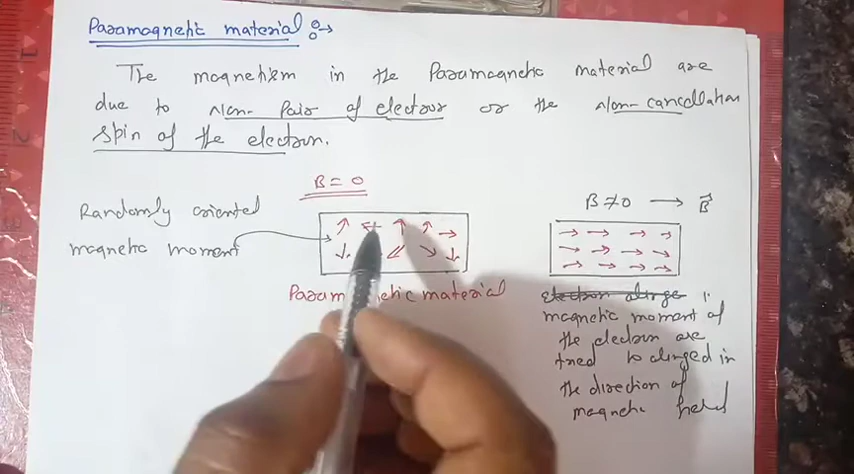 Paramagnetic material :→
The magnetism in the Paramagnetic material are
due to Non-Pair of electrons or the Non-cancellation
spin of the electron.
B = 0
Randomly oriented
magnetic moment
Paramagnetic material
B ≠ 0 → B⃗
magnetic moment of
the electron are
tried to alinged in
the direction of
magnetic field